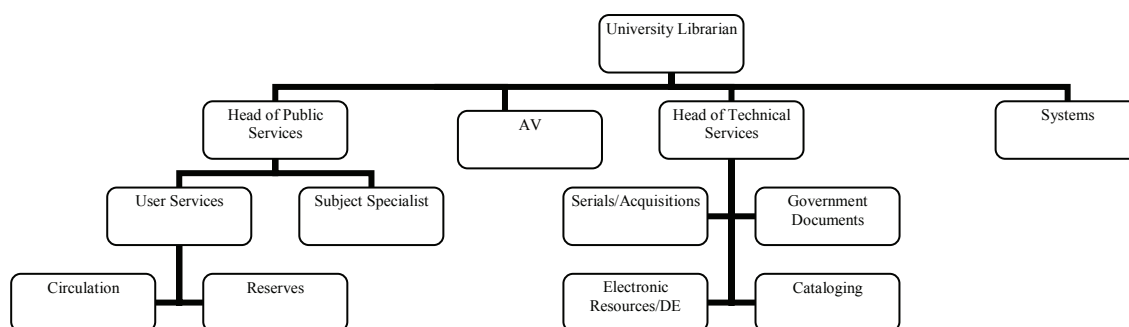 University Librarian
Head of Public
Services
AV
Head of Technical
Services
Systems
User Services
Subject Specialist
Serials/Acquisitions
Government
Documents
Circulation
Reserves
Electronic
Resources/DE
Cataloging